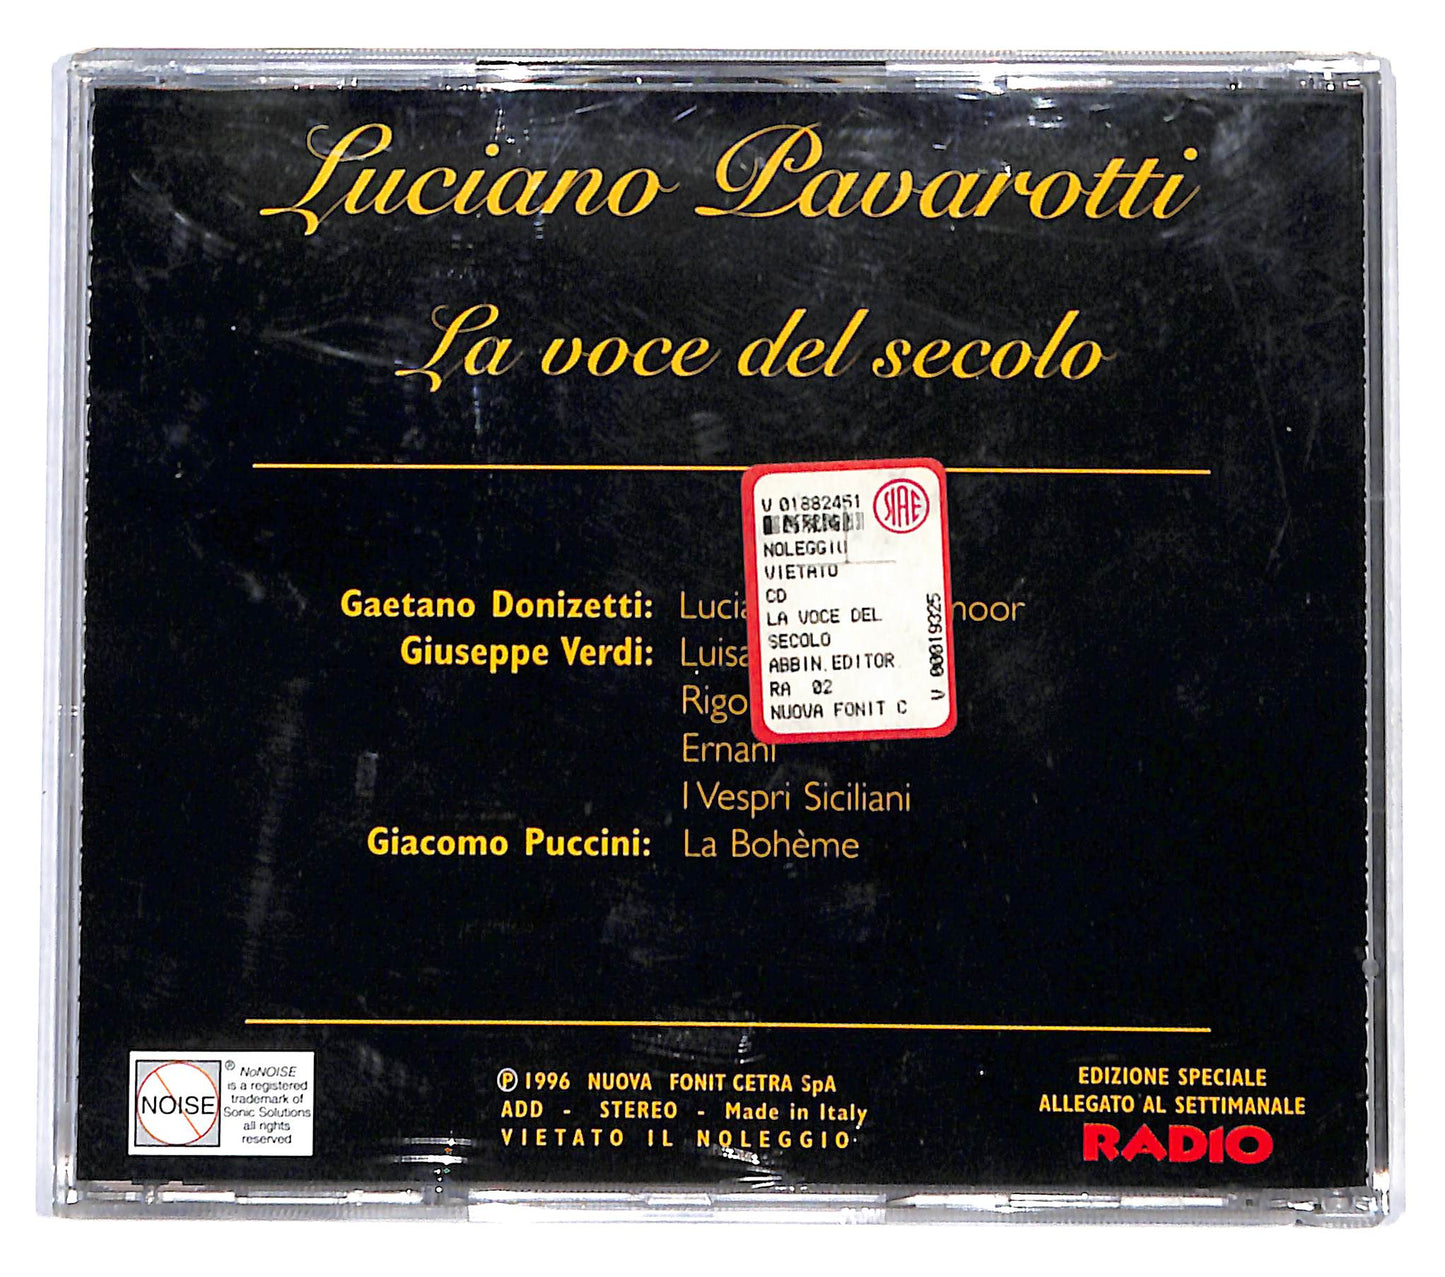 Luciano Pavarotti
La voce del secolo
V 01882451
SIAE
NOLEGGIO
VIETATO
CD
LA VOCE DEL
SECOLO
ABBIN.EDITOR
RA 02
NUOVA FONIT C
V 00019325
Gaetano Donizetti: Lucia moor
Giuseppe Verdi: Luisa
Rigo
Ernani
I Vespri Siciliani
Giacomo Puccini: La Bohème
NOISE
® NoNOISE
is a registered
trademark of
Sonic Solutions
all rights
reserved
Ⓟ 1996 NUOVA FONIT CETRA SpA
ADD - STEREO - Made in Italy
VIETATO IL NOLEGGIO
EDIZIONE SPECIALE
ALLEGATO AL SETTIMANALE
RADIO